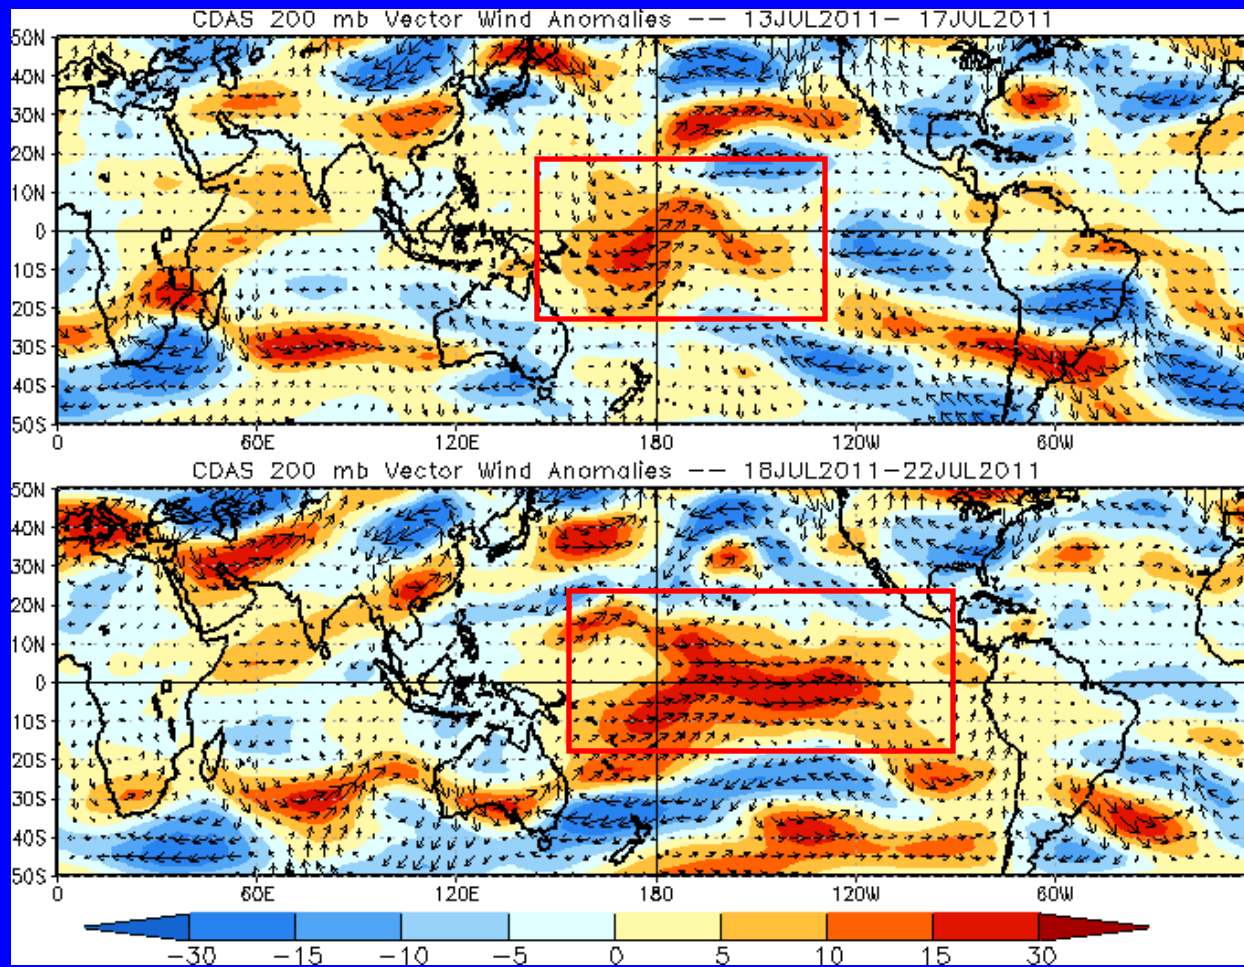 CDAS 200 mb Vector Wind Anomalies -- 13JUL2011- 17JUL2011
50N
40N
30N
20N
10N
0
10S
20S
30S
40S
50S
0 60E 120E 180 120W 60W
CDAS 200 mb Vector Wind Anomalies -- 18JUL2011-22JUL2011
50N
40N
30N
20N
10N
0
10S
20S
30S
40S
50S
0 60E 120E 180 120W 60W
-30 -15 -10 -5 0 5 10 15 30